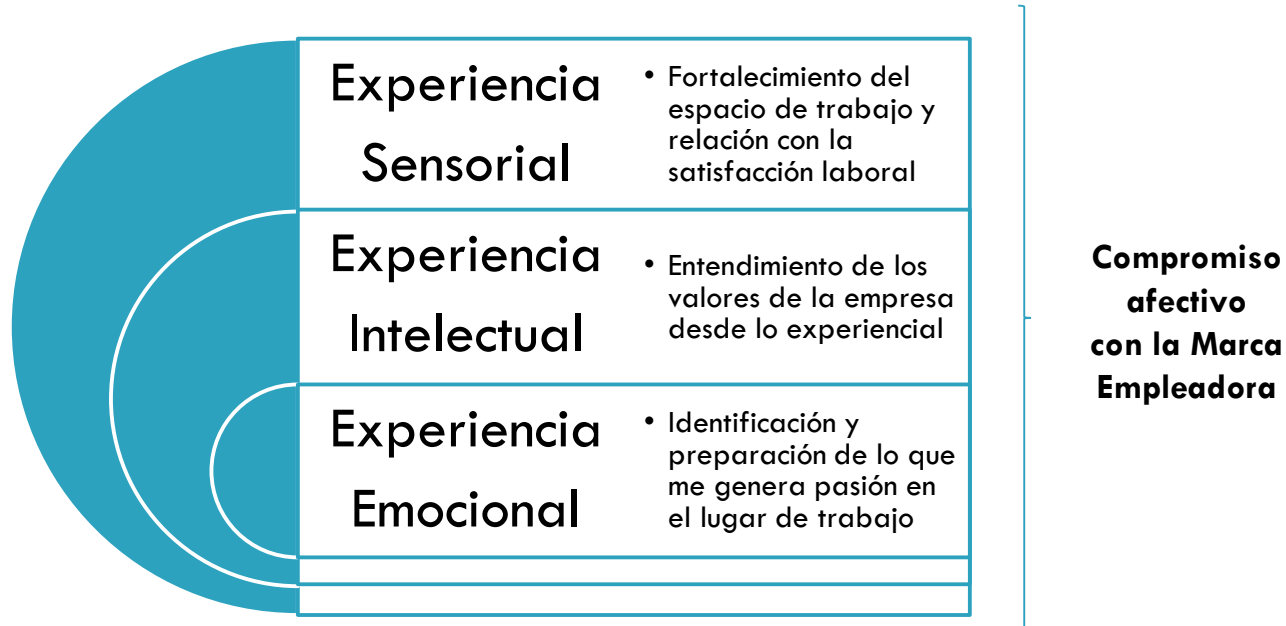 Experiencia
Sensorial
• Fortalecimiento del
espacio de trabajo y
relación con la
satisfacción laboral
Experiencia
Intelectual
• Entendimiento de los
valores de la empresa
desde lo experiencial
Experiencia
Emocional
• Identificación y
preparación de lo que
me genera pasión en
el lugar de trabajo
Compromiso
afectivo
con la Marca
Empleadora